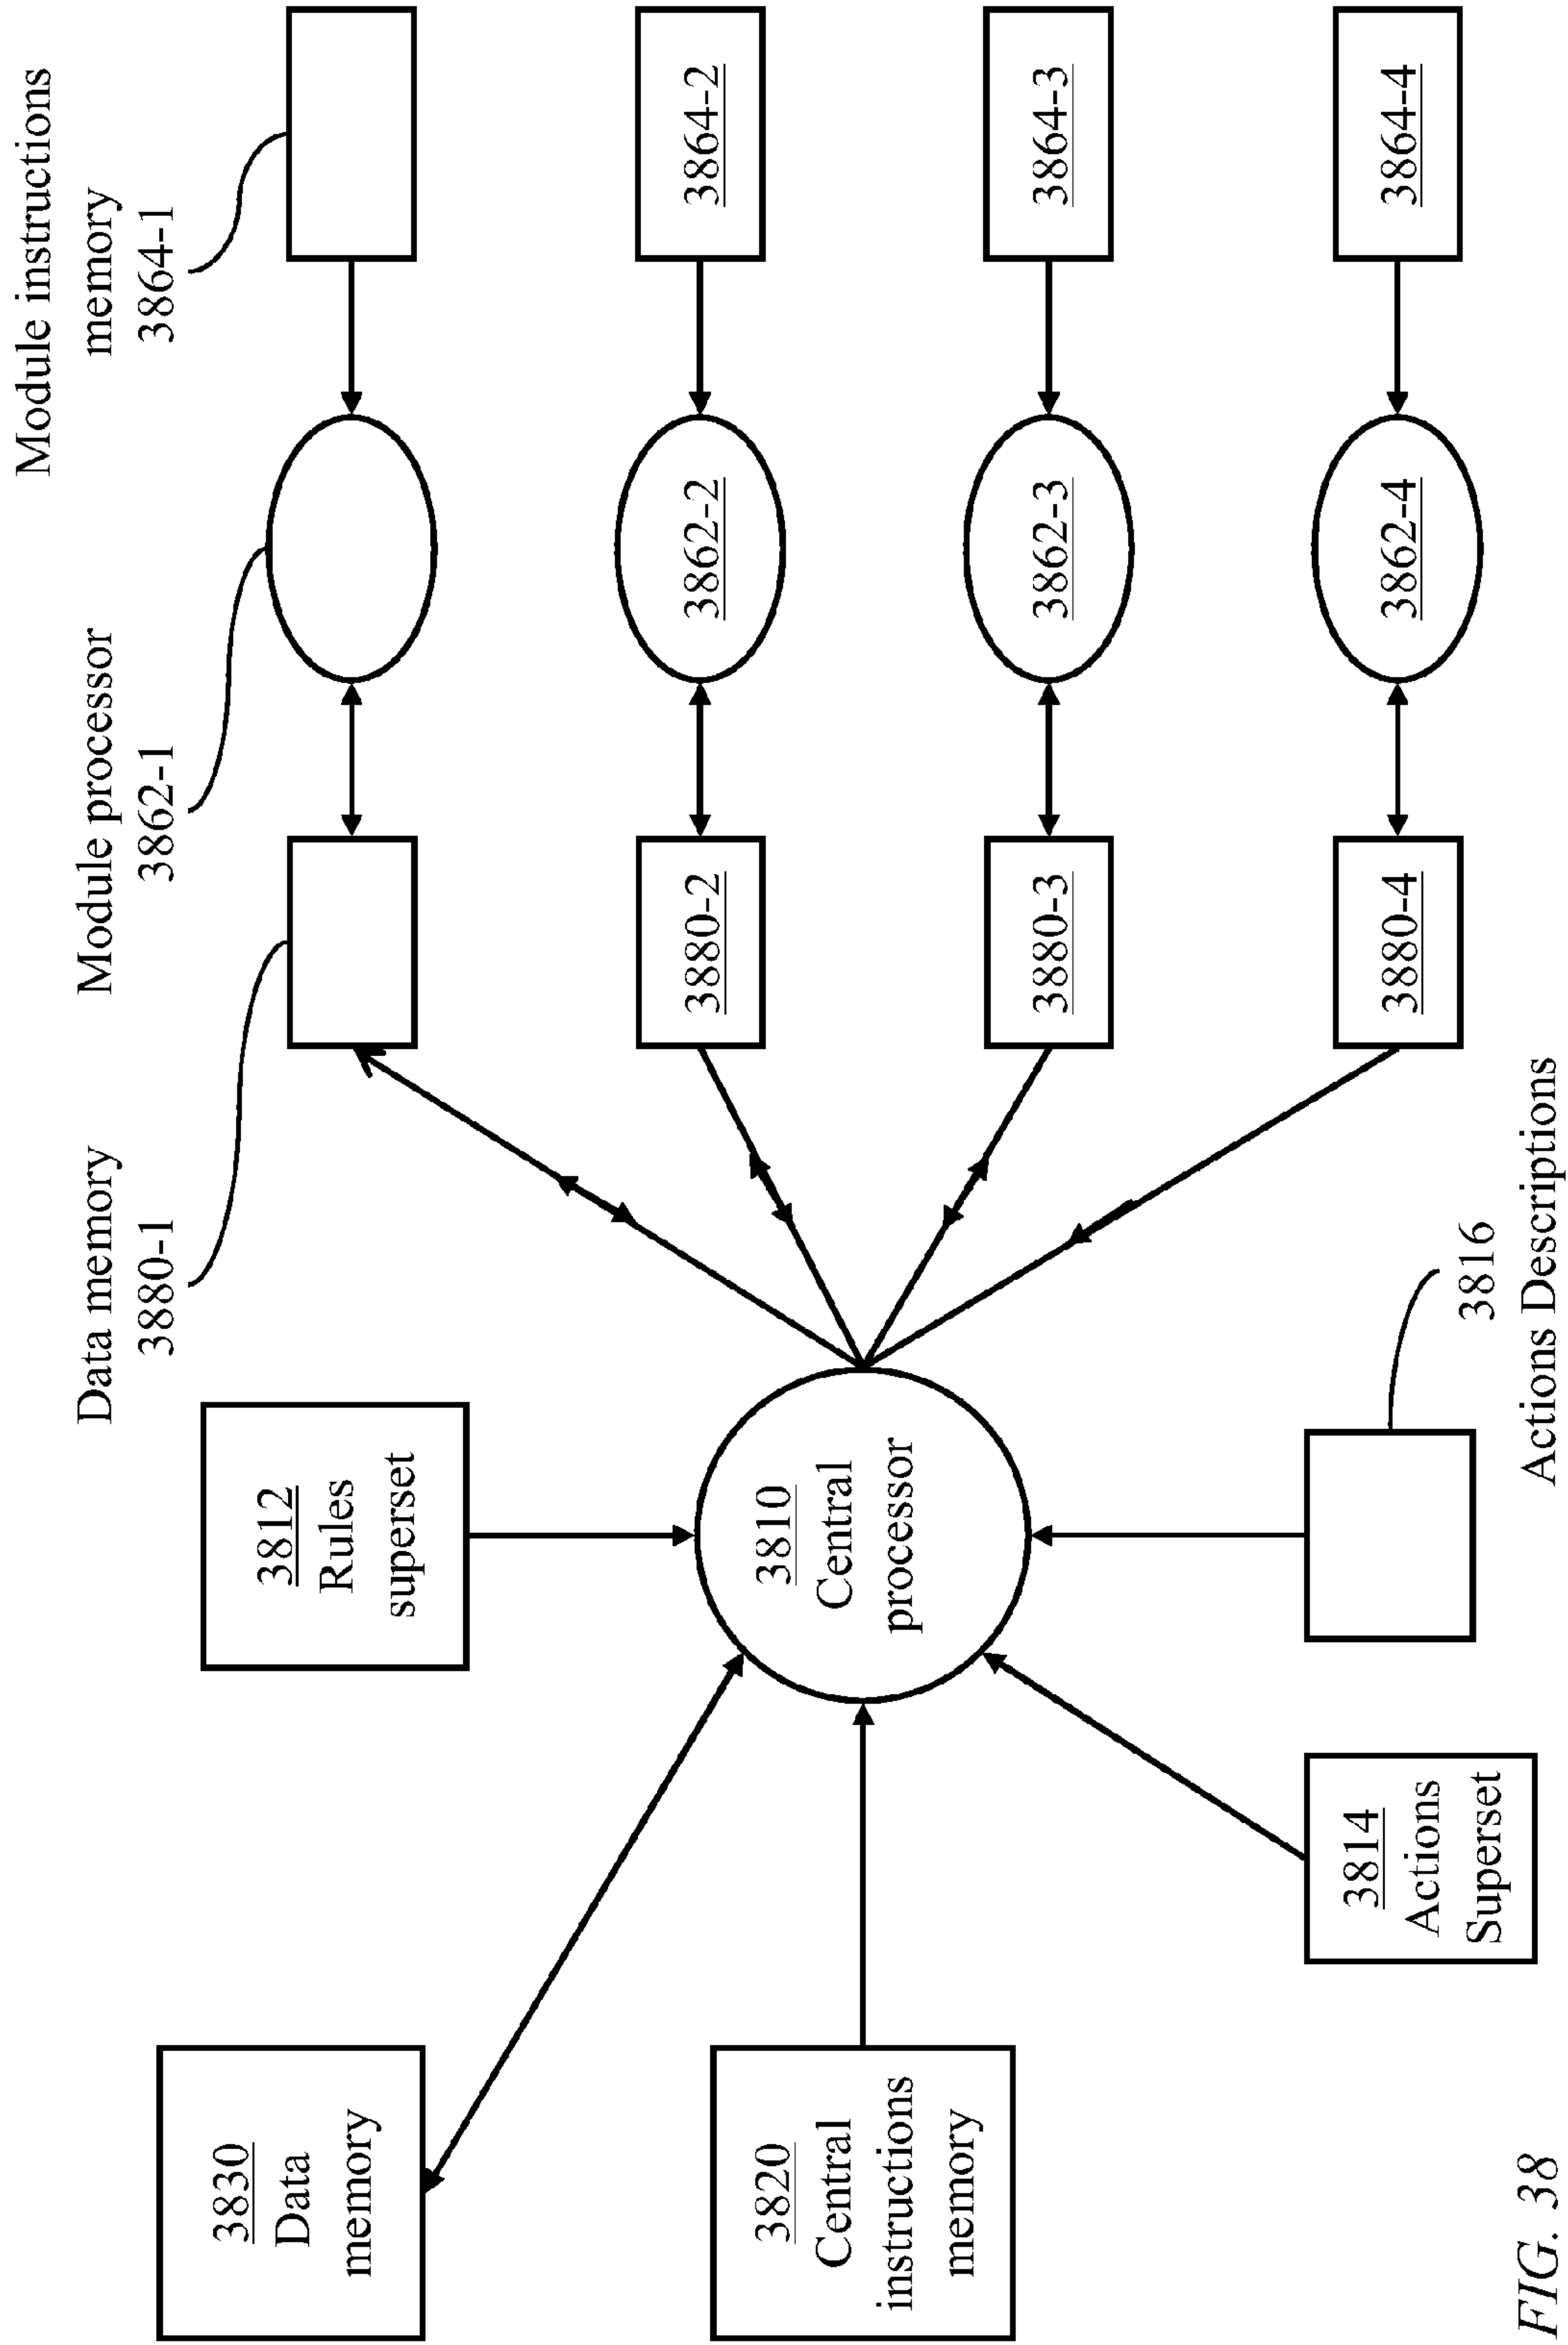 Module instructions
memory
3864-1
Module processor
3862-1
Data memory
3880-1
3864-2
3862-2
3880-2
3864-3
3862-3
3880-3
3864-4
3862-4
3880-4
3812
Rules
superset
3810
Central
processor
3816
Actions Descriptions
3830
Data
memory
3820
Central
instructions
memory
3814
Actions
Superset
FIG. 38